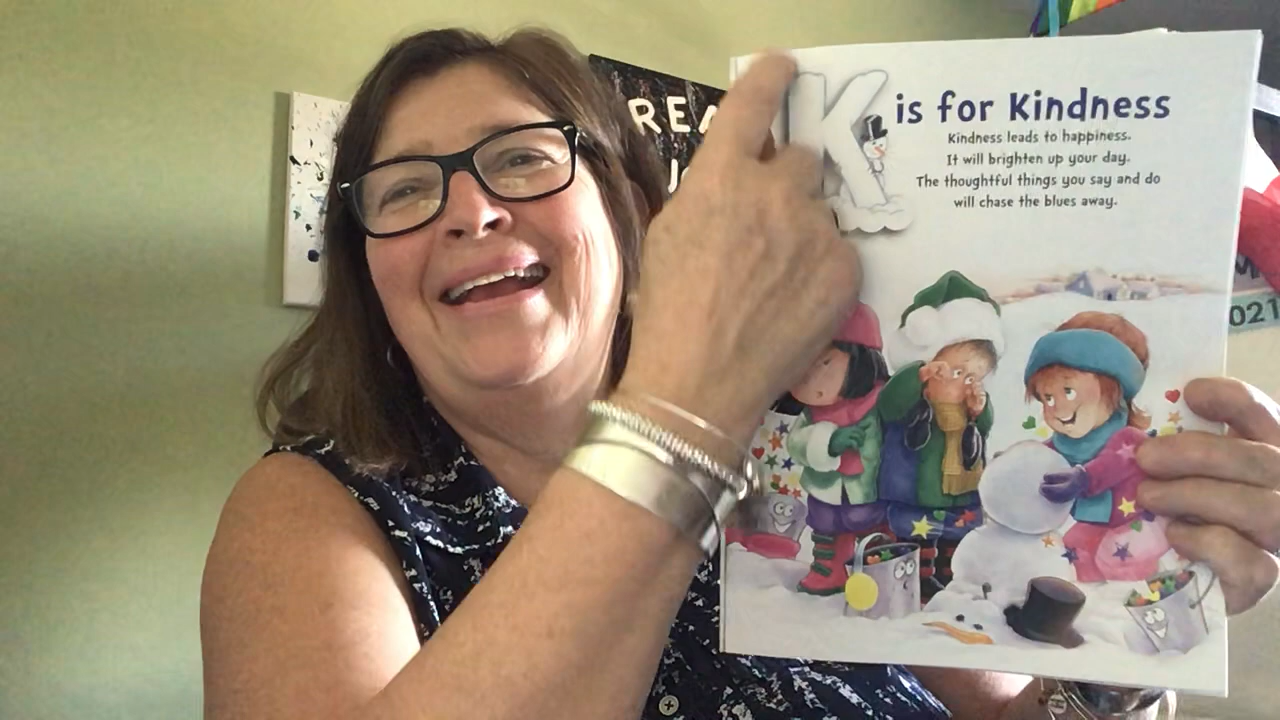 REA
K is for Kindness
Kindness leads to happiness.
It will brighten up your day.
The thoughtful things you say and do
will chase the blues away.
021